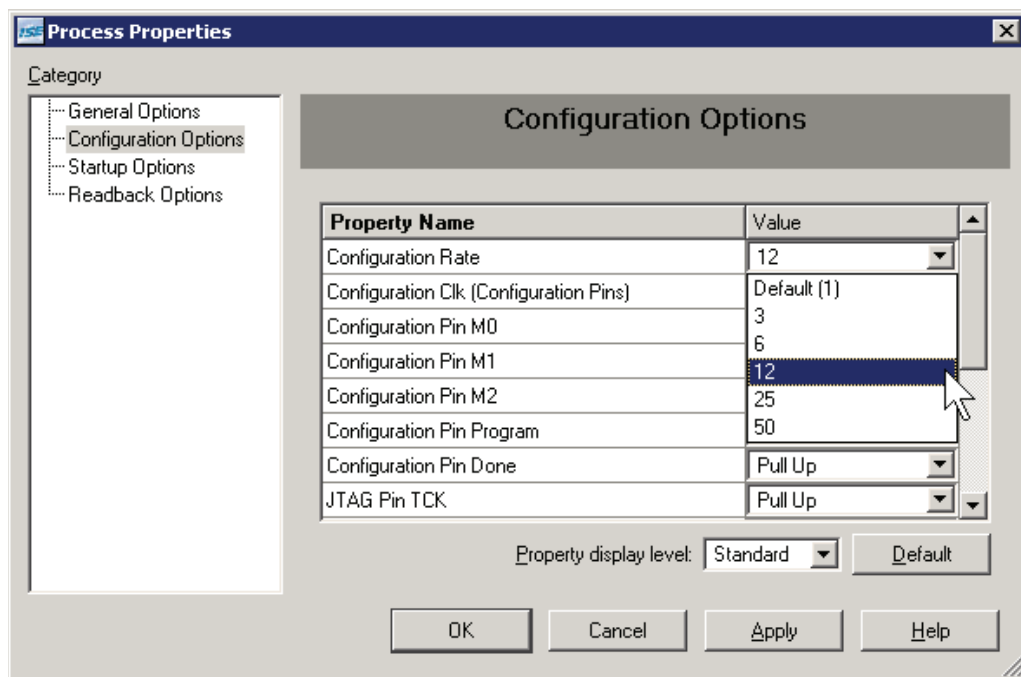 ISE Process Properties
Category
General Options
Configuration Options
Startup Options
Readback Options
Configuration Options
Property Name Value
Configuration Rate 12
Configuration Clk (Configuration Pins) Default (1)
Configuration Pin M0 3
6
Configuration Pin M1 12
Configuration Pin M2 25
Configuration Pin Program 50
Configuration Pin Done Pull Up
JTAG Pin TCK Pull Up
Property display level: Standard Default
OK Cancel Apply Help